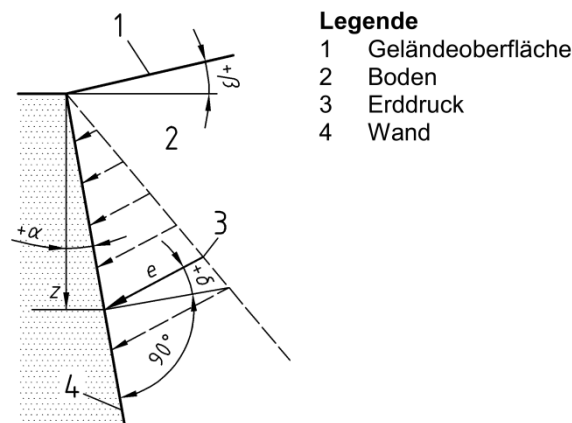 Legende
1 Geländeoberfläche
2 Boden
3 Erddruck
4 Wand
1
+β
2
+α
3
e
+δ
z
90°
4